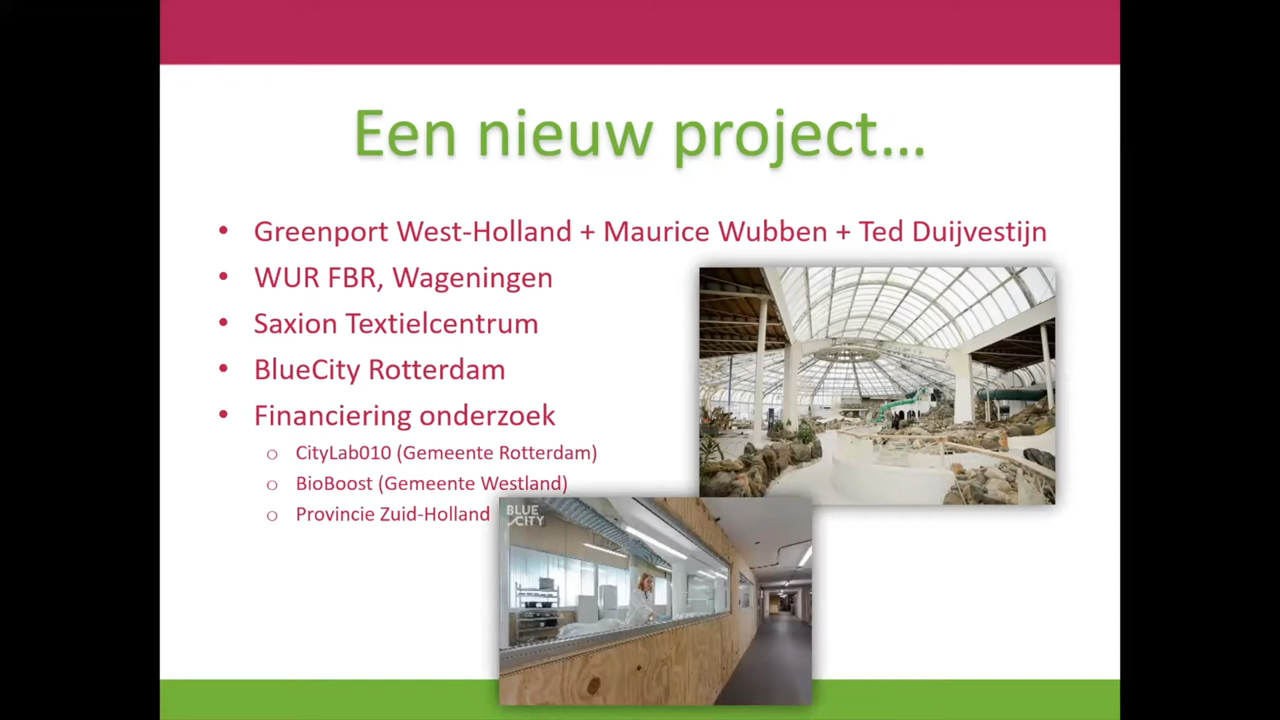 Een nieuw project...
• Greenport West-Holland + Maurice Wubben + Ted Duijvestijn
• WUR FBR, Wageningen
• Saxion Textielcentrum
• BlueCity Rotterdam
• Financiering onderzoek
o CityLab010 (Gemeente Rotterdam)
o BioBoost (Gemeente Westland)
o Provincie Zuid-Holland
BLUE
CITY